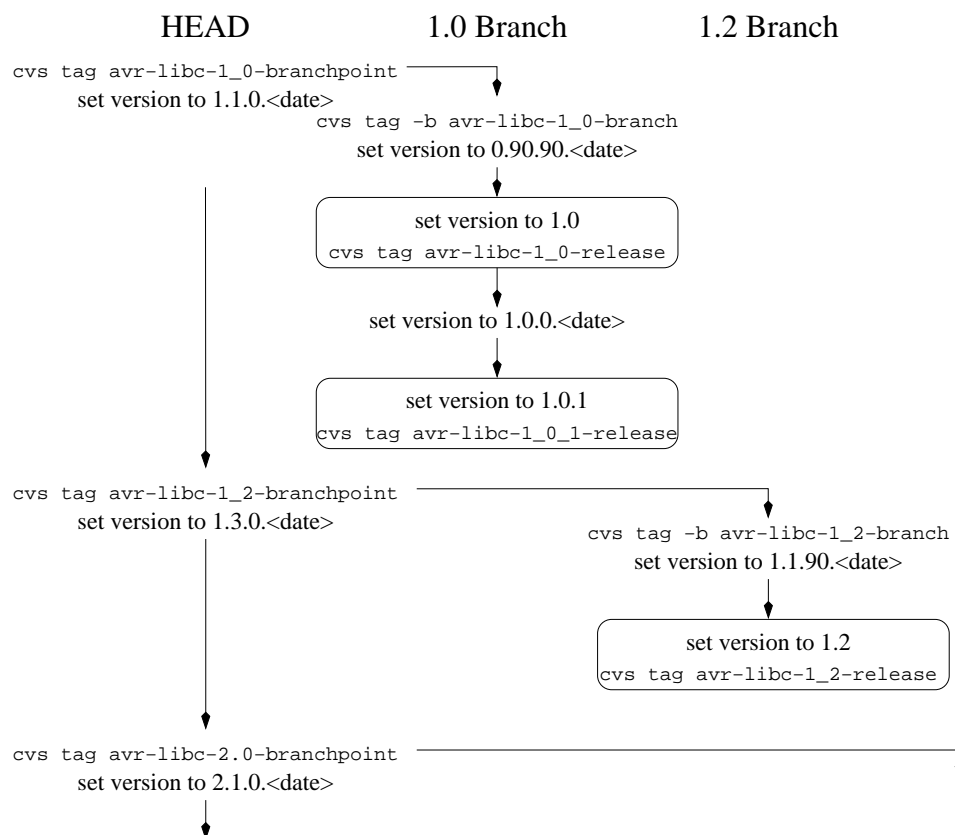 HEAD
1.0 Branch
1.2 Branch
cvs tag avr-libc-1_0-branchpoint
set version to 1.1.0.<date>
cvs tag -b avr-libc-1_0-branch
set version to 0.90.90.<date>
set version to 1.0
cvs tag avr-libc-1_0-release
set version to 1.0.0.<date>
set version to 1.0.1
cvs tag avr-libc-1_0_1-release
cvs tag avr-libc-1_2-branchpoint
set version to 1.3.0.<date>
cvs tag -b avr-libc-1_2-branch
set version to 1.1.90.<date>
set version to 1.2
cvs tag avr-libc-1_2-release
cvs tag avr-libc-2.0-branchpoint
set version to 2.1.0.<date>